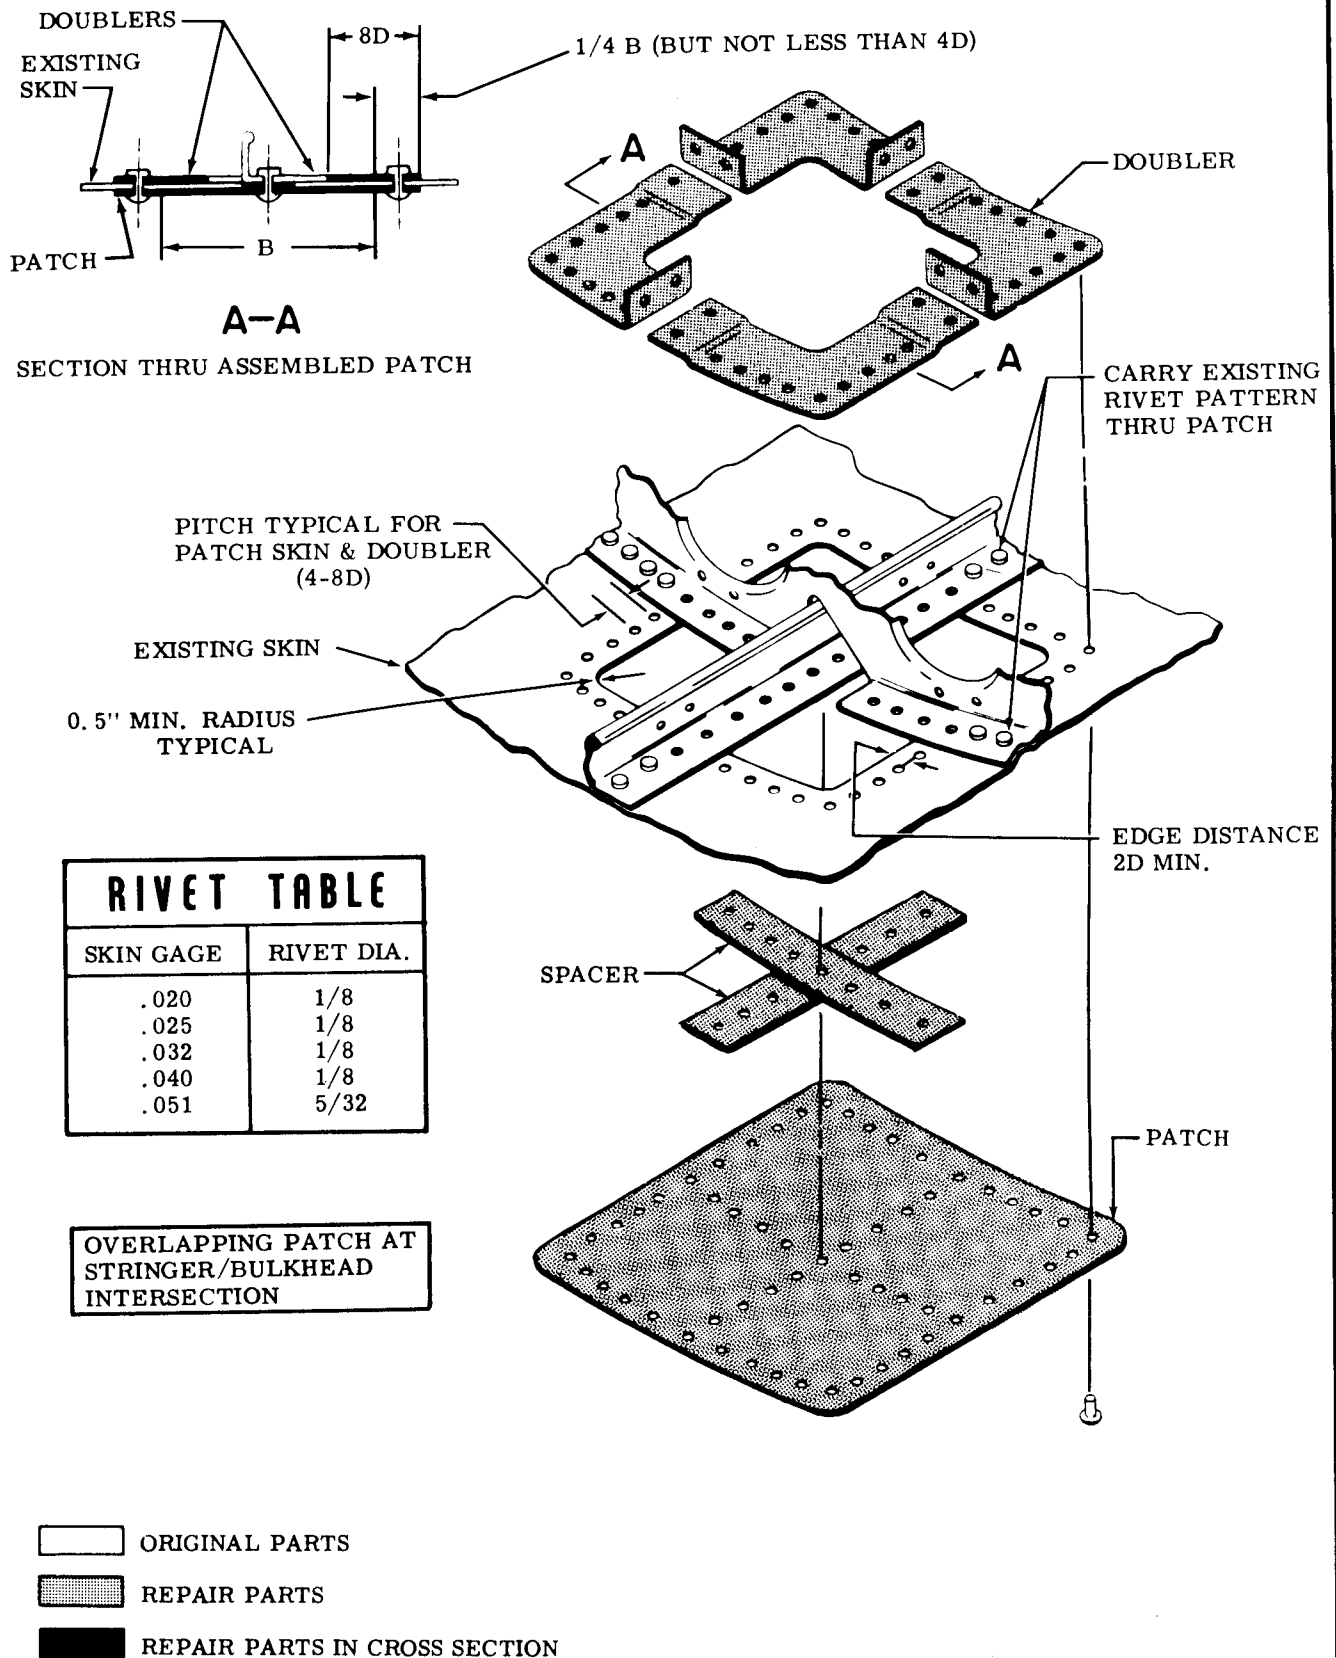 DOUBLERS
8D
1/4 B (BUT NOT LESS THAN 4D)
EXISTING
SKIN
A
DOUBLER
B
PATCH
A-A
SECTION THRU ASSEMBLED PATCH
A
CARRY EXISTING
RIVET PATTERN
THRU PATCH
PITCH TYPICAL FOR
PATCH SKIN & DOUBLER
(4-8D)
EXISTING SKIN
0.5" MIN. RADIUS
TYPICAL
EDGE DISTANCE
2D MIN.
RIVET TABLE
SKIN GAGE RIVET DIA.
.020 1/8
.025 1/8
.032 1/8
.040 1/8
.051 5/32
SPACER
PATCH
OVERLAPPING PATCH AT
STRINGER/BULKHEAD
INTERSECTION
ORIGINAL PARTS
REPAIR PARTS
REPAIR PARTS IN CROSS SECTION